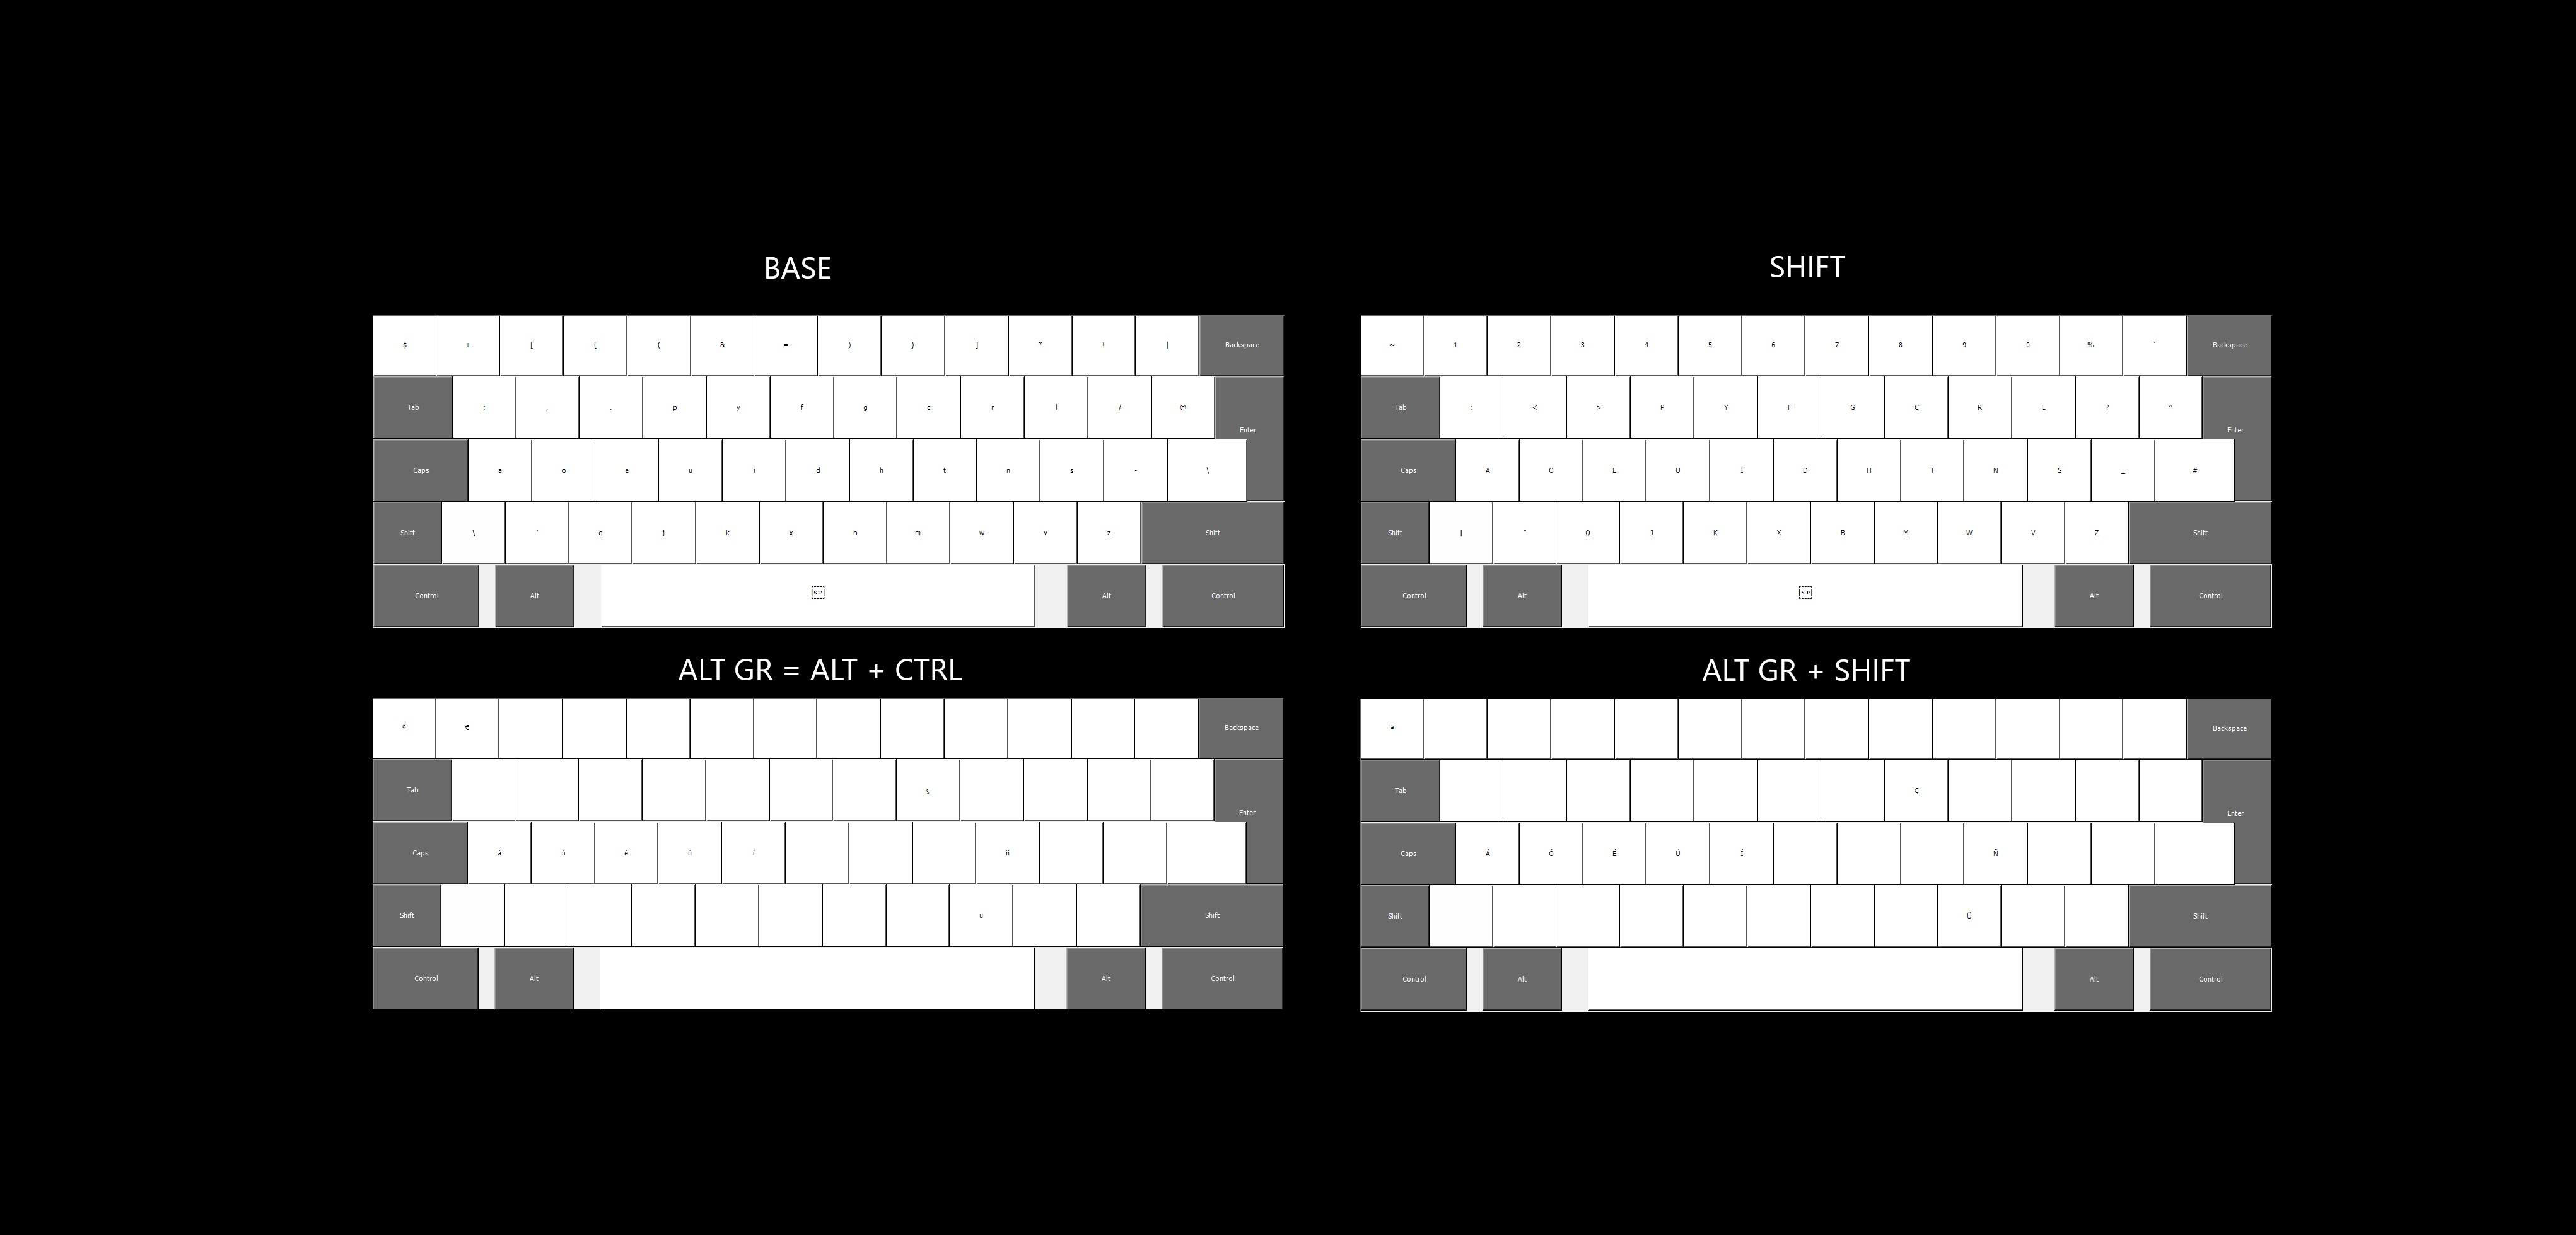 BASE
SHIFT
$ + [ { ( & = ) } ] * ! | Backspace
~ 1 2 3 4 5 6 7 8 9 0 % ` Backspace
Tab ; , . p y f g c r l / @ Enter
Tab : < > P Y F G C R L ? ^ Enter
Caps a o e u i d h t n s - \
Caps A O E U I D H T N S _ #
Shift \ ' q j k x b m w v z Shift
Shift | " Q J K X B M W V Z Shift
Control Alt SP Alt Control
Control Alt SP Alt Control
ALT GR = ALT + CTRL
ALT GR + SHIFT
º € Backspace
ª Backspace
Tab ç Enter
Tab Ç Enter
Caps á ó é ú í ñ
Caps Á Ó É Ú Í Ñ
Shift ü Shift
Shift Ü Shift
Control Alt Alt Control
Control Alt Alt Control